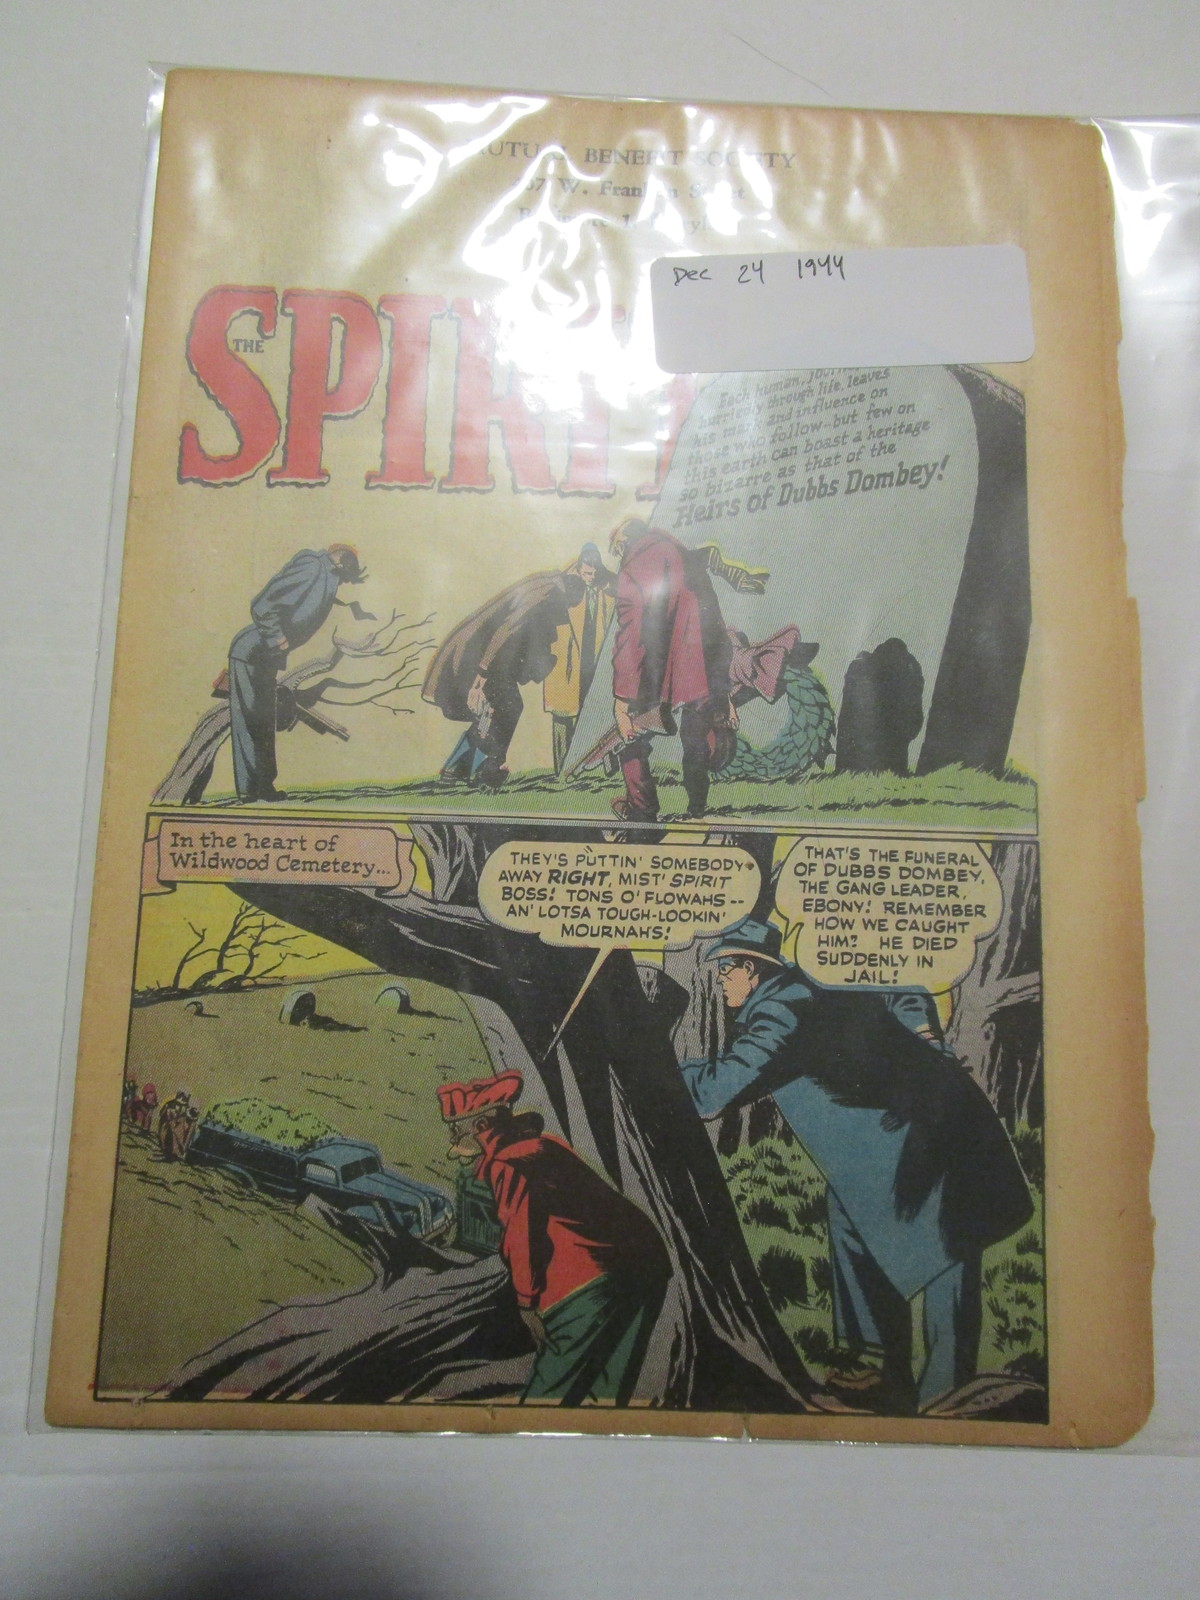 MUTUAL BENEFIT SOCIETY
W. Franklin Street
Dec 24 1944
THE
SPIRIT
Each human,
hurriedly through life, leaves
his mark and influence on
those who follow--but few on
this earth can boast a heritage
so bizarre as that of the
Heirs of Dubbs Dombey!
In the heart of
Wildwood Cemetery...
THEY'S PUTTIN' SOMEBODY
AWAY RIGHT, MIST' SPIRIT
BOSS! TONS O' FLOWAHS --
AN' LOTSA TOUGH-LOOKIN'
MOURNAHS!
THAT'S THE FUNERAL
OF DUBBS DOMBEY,
THE GANG LEADER,
EBONY! REMEMBER
HOW WE CAUGHT
HIM? HE DIED
SUDDENLY IN
JAIL!